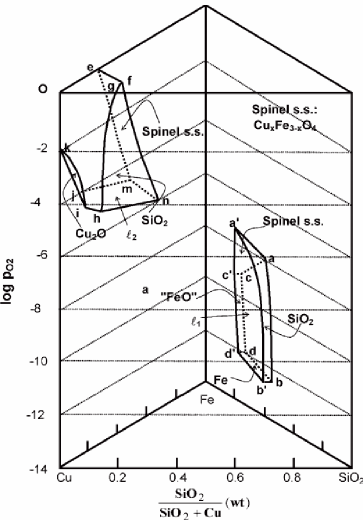 e
f
O
g
Spinel s.s.:
CuxFe3-xO4
Spinel s.s.
k
-2
m
j
n
-4
i
h
SiO2
Cu2O
ℓ2
a'
Spinel s.s.
-6
a
c'
c
log pO2
a
"FeO"
-8
SiO2
ℓ1
d'
d
-10
Fe
b'
b
Fe
-12
-14
Cu 0.2 0.4 0.6 0.8 SiO2
SiO2
SiO2 + Cu
(wt)